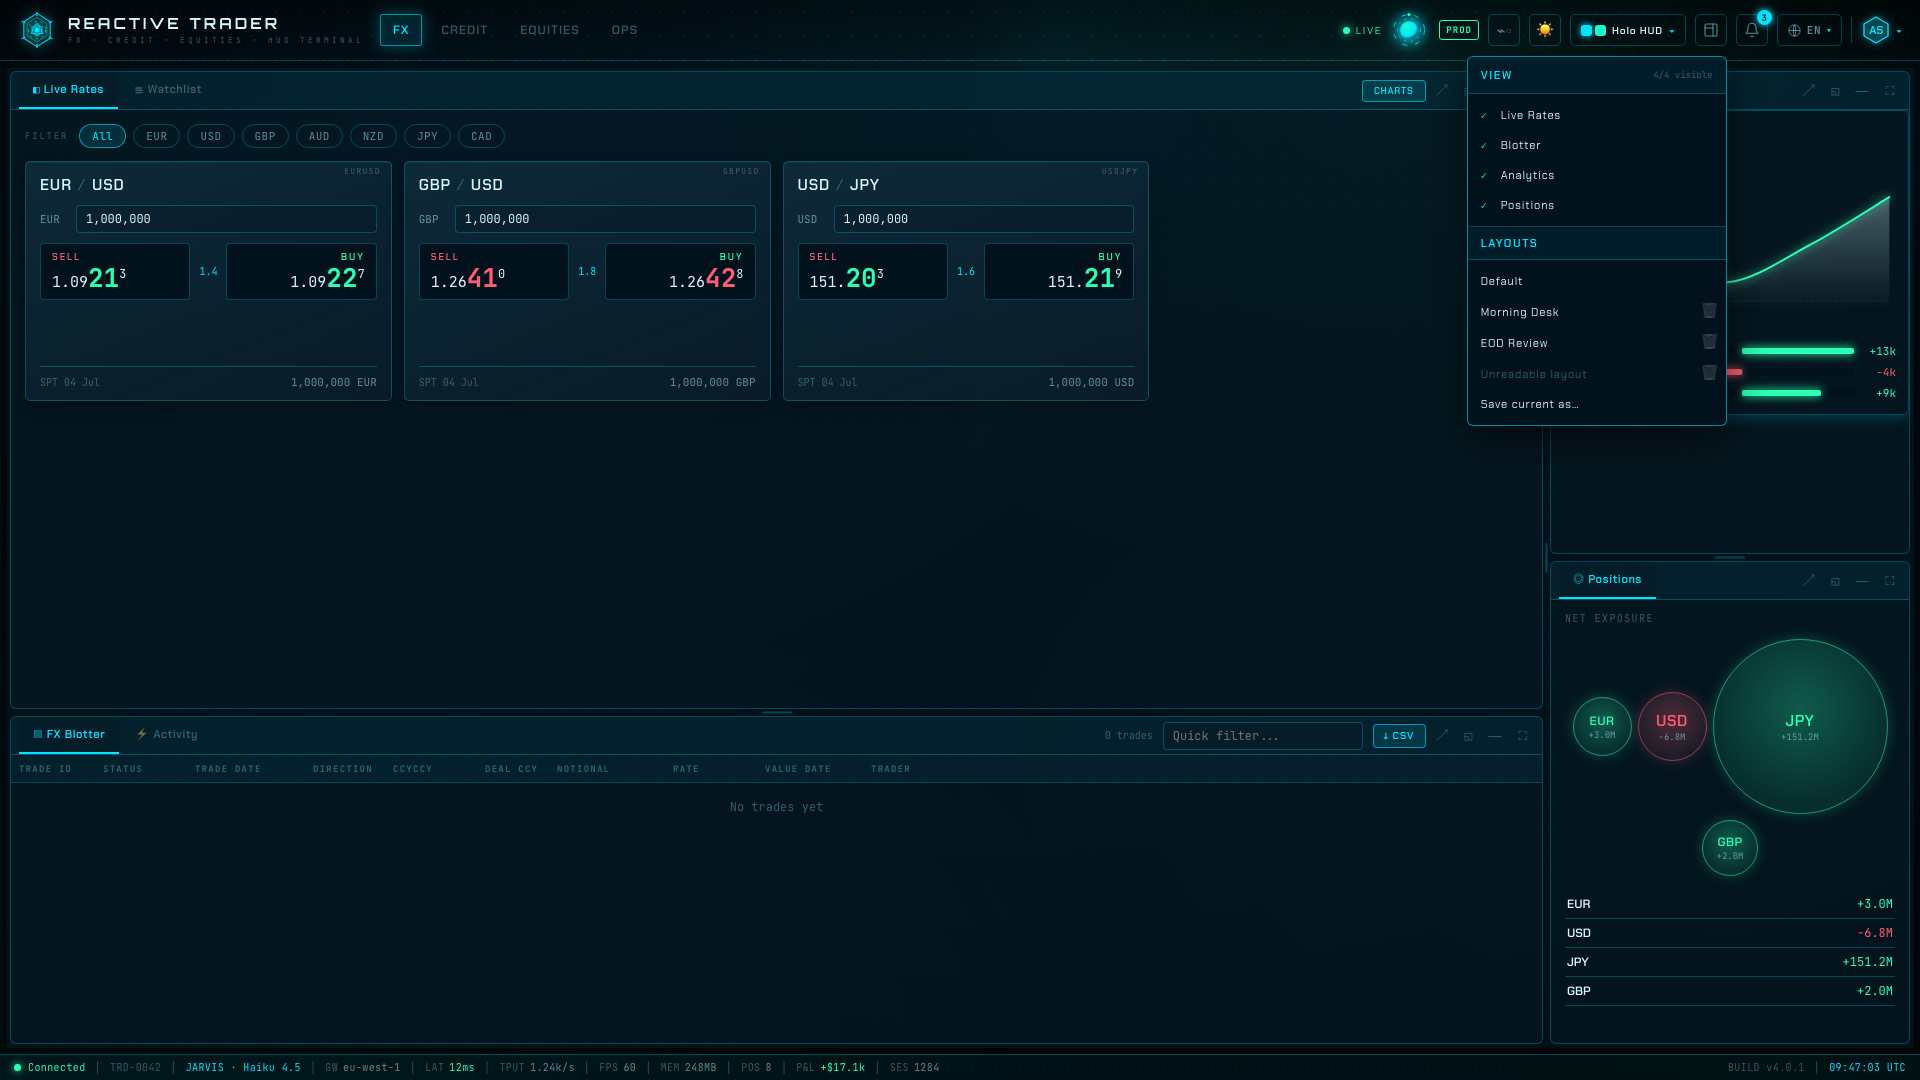 REACTIVE TRADER
FX · CREDIT · EQUITIES · HUD TERMINAL
FX CREDIT EQUITIES OPS
LIVE PROD Holo HUD 3 EN AS
Live Rates Watchlist CHARTS
FILTER All EUR USD GBP AUD NZD JPY CAD
EUR / USD EURUSD
EUR 1,000,000
SELL 1.09213 1.4 BUY 1.09227
SPT 04 Jul 1,000,000 EUR
GBP / USD GBPUSD
GBP 1,000,000
SELL 1.26410 1.8 BUY 1.26428
SPT 04 Jul 1,000,000 GBP
USD / JPY USDJPY
USD 1,000,000
SELL 151.203 1.6 BUY 151.219
SPT 04 Jul 1,000,000 USD
VIEW 4/4 visible
✓ Live Rates
✓ Blotter
✓ Analytics
✓ Positions
LAYOUTS
Default
Morning Desk
EOD Review
Unreadable layout
Save current as…
+13k
-4k
+9k
FX Blotter Activity 0 trades Quick filter... ↓ CSV
TRADE ID STATUS TRADE DATE DIRECTION CCYCCY DEAL CCY NOTIONAL RATE VALUE DATE TRADER
No trades yet
Positions
NET EXPOSURE
EUR
+3.0M
USD
-6.8M
JPY
+151.2M
GBP
+2.0M
EUR +3.0M
USD -6.8M
JPY +151.2M
GBP +2.0M
Connected TRD-0042 JARVIS · Haiku 4.5 GW eu-west-1 LAT 12ms TPUT 1.24k/s FPS 60 MEM 248MB POS 8 P&L +$17.1k SES 1284 BUILD v4.0.1 09:47:03 UTC